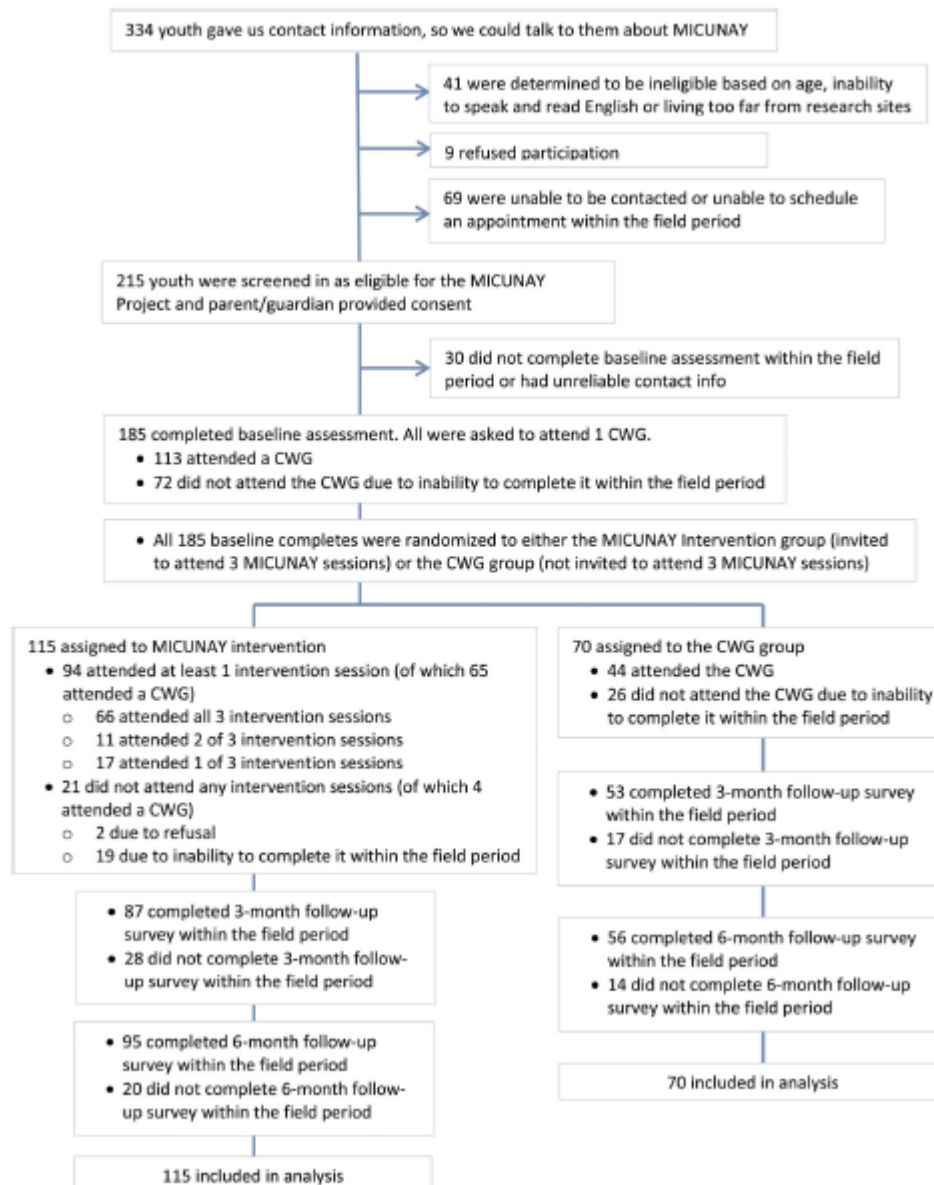 334 youth gave us contact information, so we could talk to them about MICUNAY
41 were determined to be ineligible based on age, inability
to speak and read English or living too far from research sites
9 refused participation
69 were unable to be contacted or unable to schedule
an appointment within the field period
215 youth were screened in as eligible for the MICUNAY
Project and parent/guardian provided consent
30 did not complete baseline assessment within the field
period or had unreliable contact info
185 completed baseline assessment. All were asked to attend 1 CWG.
• 113 attended a CWG
• 72 did not attend the CWG due to inability to complete it within the field period
• All 185 baseline completes were randomized to either the MICUNAY Intervention group (invited
to attend 3 MICUNAY sessions) or the CWG group (not invited to attend 3 MICUNAY sessions)
115 assigned to MICUNAY intervention
• 94 attended at least 1 intervention session (of which 65
attended a CWG)
o 66 attended all 3 intervention sessions
o 11 attended 2 of 3 intervention sessions
o 17 attended 1 of 3 intervention sessions
• 21 did not attend any intervention sessions (of which 4
attended a CWG)
o 2 due to refusal
o 19 due to inability to complete it within the field period
• 87 completed 3-month follow-up
survey within the field period
• 28 did not complete 3-month follow-
up survey within the field period
• 95 completed 6-month follow-up
survey within the field period
• 20 did not complete 6-month follow-
up survey within the field period
115 included in analysis
70 assigned to the CWG group
• 44 attended the CWG
• 26 did not attend the CWG due to inability
to complete it within the field period
• 53 completed 3-month follow-up survey
within the field period
• 17 did not complete 3-month follow-up
survey within the field period
• 56 completed 6-month follow-up survey
within the field period
• 14 did not complete 6-month follow-up
survey within the field period
70 included in analysis